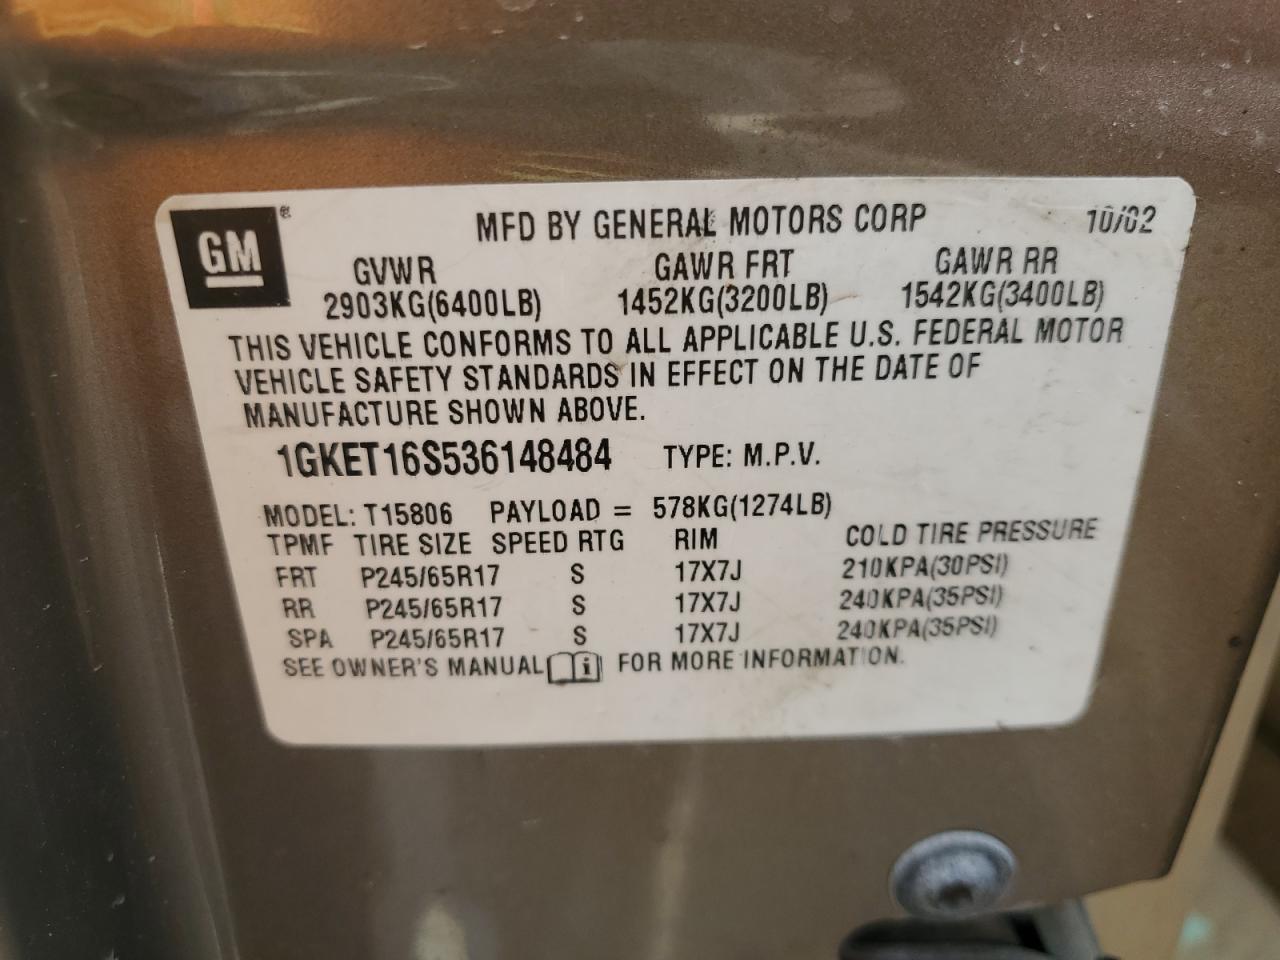 GM ®
MFD BY GENERAL MOTORS CORP 10/02
GVWR GAWR FRT GAWR RR
2903KG(6400LB) 1452KG(3200LB) 1542KG(3400LB)
THIS VEHICLE CONFORMS TO ALL APPLICABLE U.S. FEDERAL MOTOR
VEHICLE SAFETY STANDARDS IN EFFECT ON THE DATE OF
MANUFACTURE SHOWN ABOVE.
1GKET16S536148484 TYPE: M.P.V.
MODEL: T15806 PAYLOAD = 578KG(1274LB)
TPMF TIRE SIZE SPEED RTG RIM COLD TIRE PRESSURE
FRT P245/65R17 S 17X7J 210KPA(30PSI)
RR P245/65R17 S 17X7J 240KPA(35PSI)
SPA P245/65R17 S 17X7J 240KPA(35PSI)
SEE OWNER'S MANUAL i FOR MORE INFORMATION.